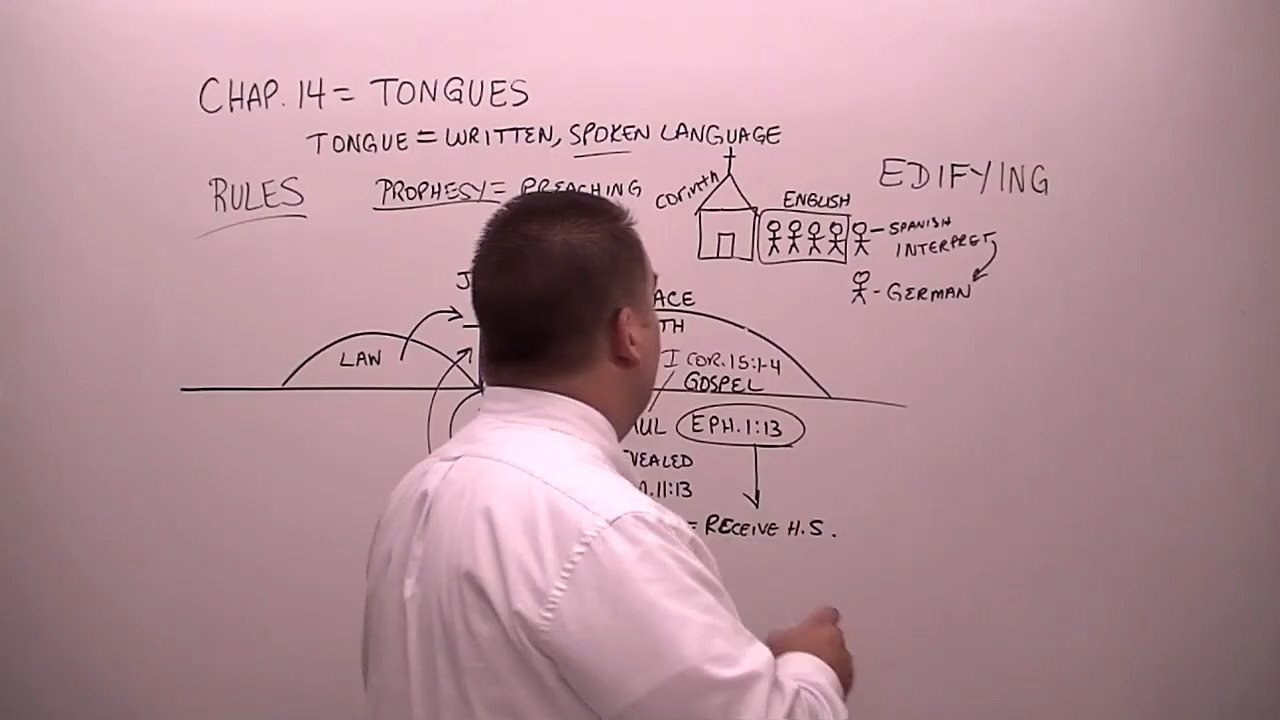 CHAP. 14 = TONGUES
TONGUE = WRITTEN, SPOKEN LANGUAGE
RULES
PROPHESY = PREACHING
CORINTH
ENGLISH
EDIFYING
- SPANISH
INTERPRET
- GERMAN
LAW
I COR. 15:1-4
GOSPEL
EPH. 1:13
= RECEIVE H.S.